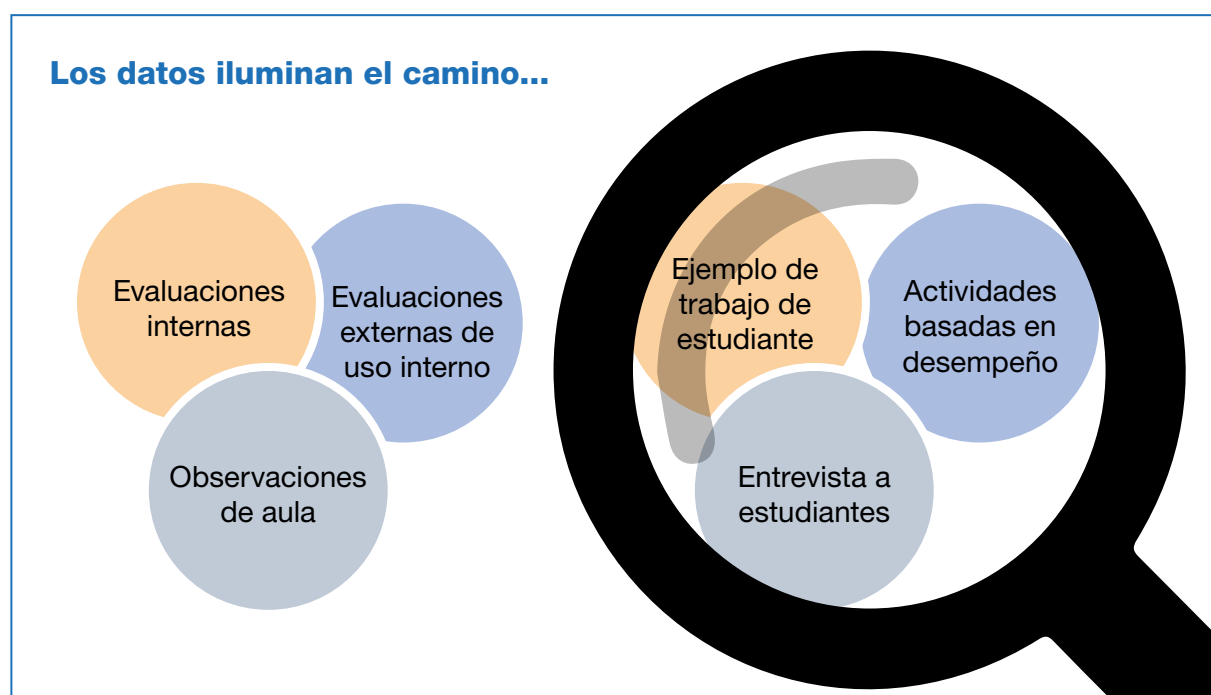 Los datos iluminan el camino...
Evaluaciones
internas
Evaluaciones
externas de
uso interno
Observaciones
de aula
Ejemplo de
trabajo de
estudiante
Actividades
basadas en
desempeño
Entrevista a
estudiantes